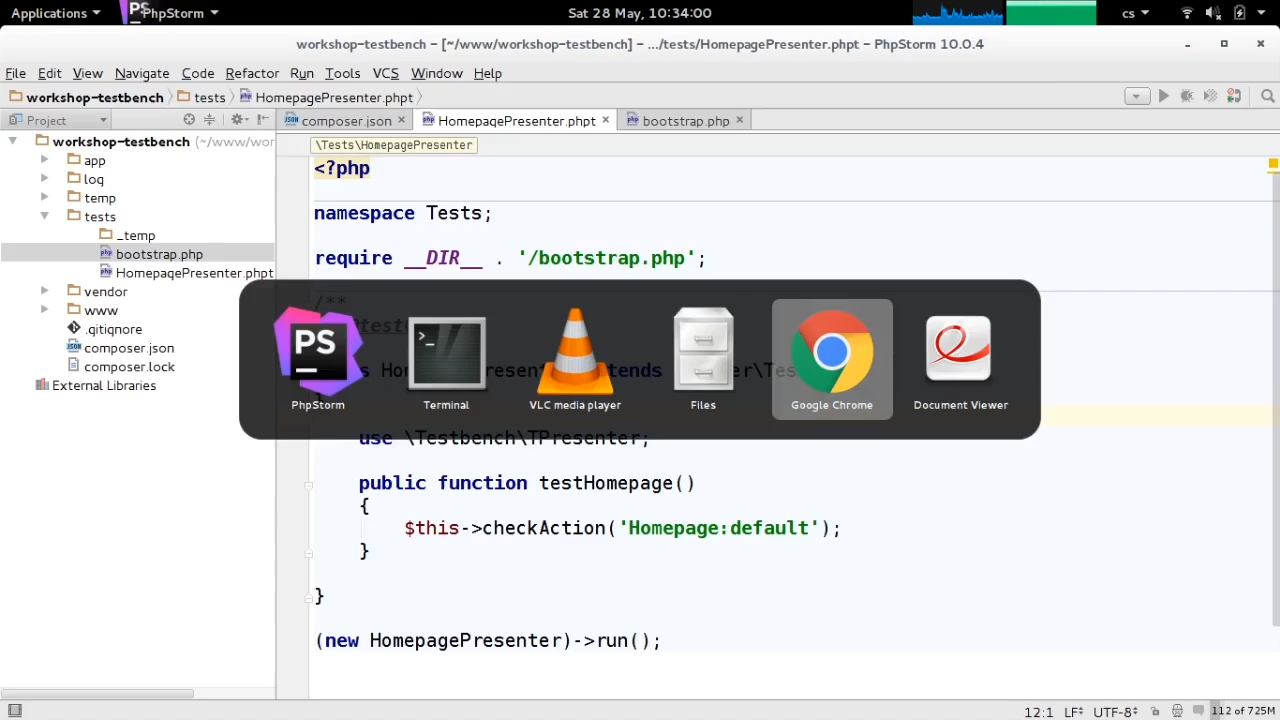 Applications
PhpStorm
Sat 28 May, 10:34:00
cs
workshop-testbench – [~/www/workshop-testbench] – .../tests/HomepagePresenter.phpt – PhpStorm 10.0.4
File Edit View Navigate Code Refactor Run Tools VCS Window Help
workshop-testbench tests HomepagePresenter.phpt
Project
composer.json HomepagePresenter.phpt bootstrap.php
workshop-testbench (~/www/wor
app
log
temp
tests
_temp
bootstrap.php
HomepagePresenter.phpt
vendor
www
.gitignore
composer.json
composer.lock
External Libraries
\Tests\HomepagePresenter
<?php
namespace Tests;
require __DIR__ . '/bootstrap.php';
/**
PS
PhpStorm
Terminal
VLC media player
Files
Google Chrome
Document Viewer
use \Testbench\TPresenter;
public function testHomepage()
{
$this->checkAction('Homepage:default');
}
}
(new HomepagePresenter)->run();
12:1 LF UTF-8 112 of 725M